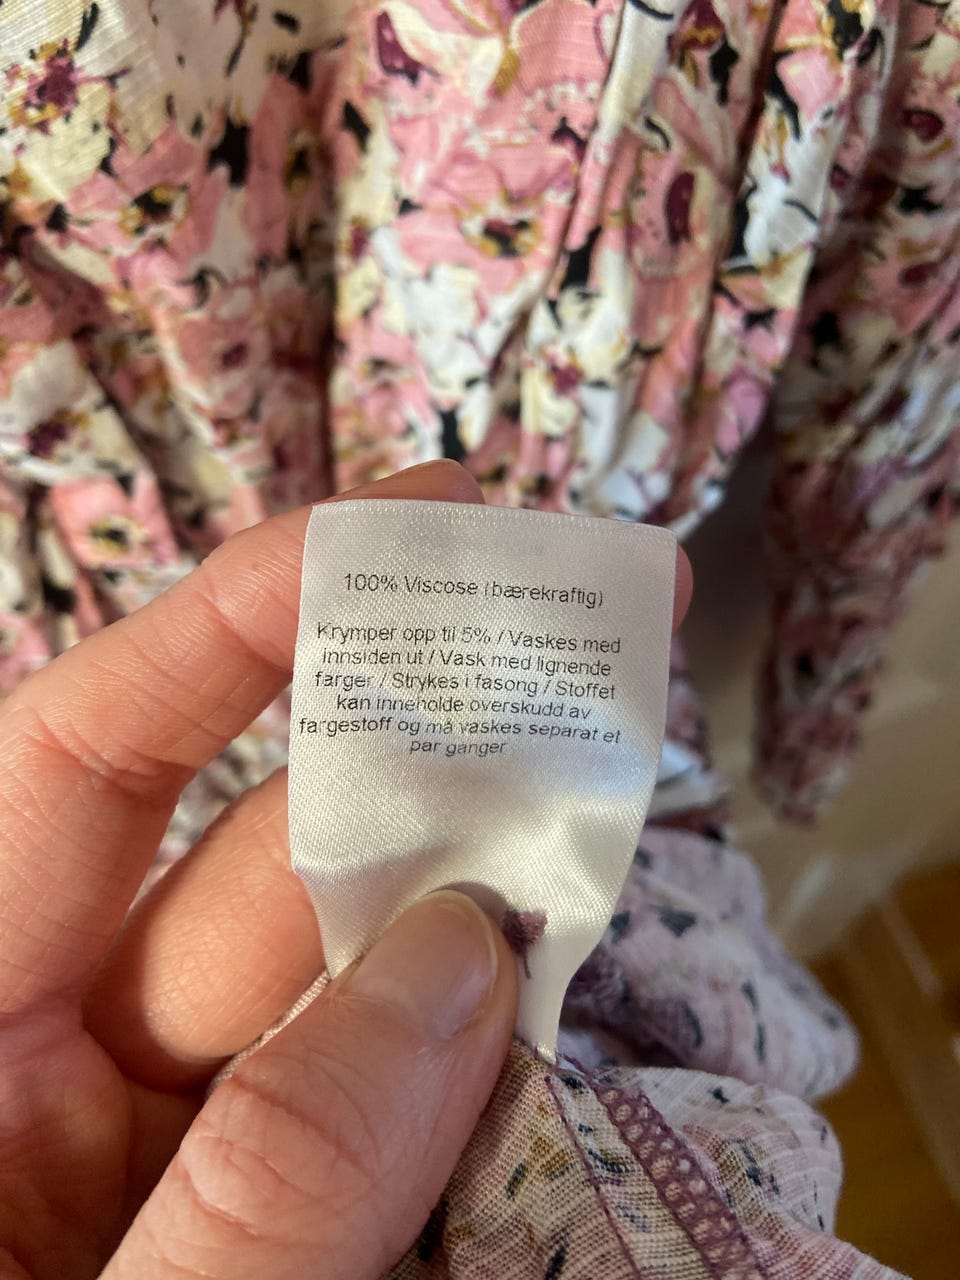 100% Viscose (bærekraftig)
Krymper opp til 5% / Vaskes med
innsiden ut / Vask med lignende
farger / Strykes i fasong / Stoffet
kan inneholde overskudd av
fargestoff og må vaskes separat et
par ganger